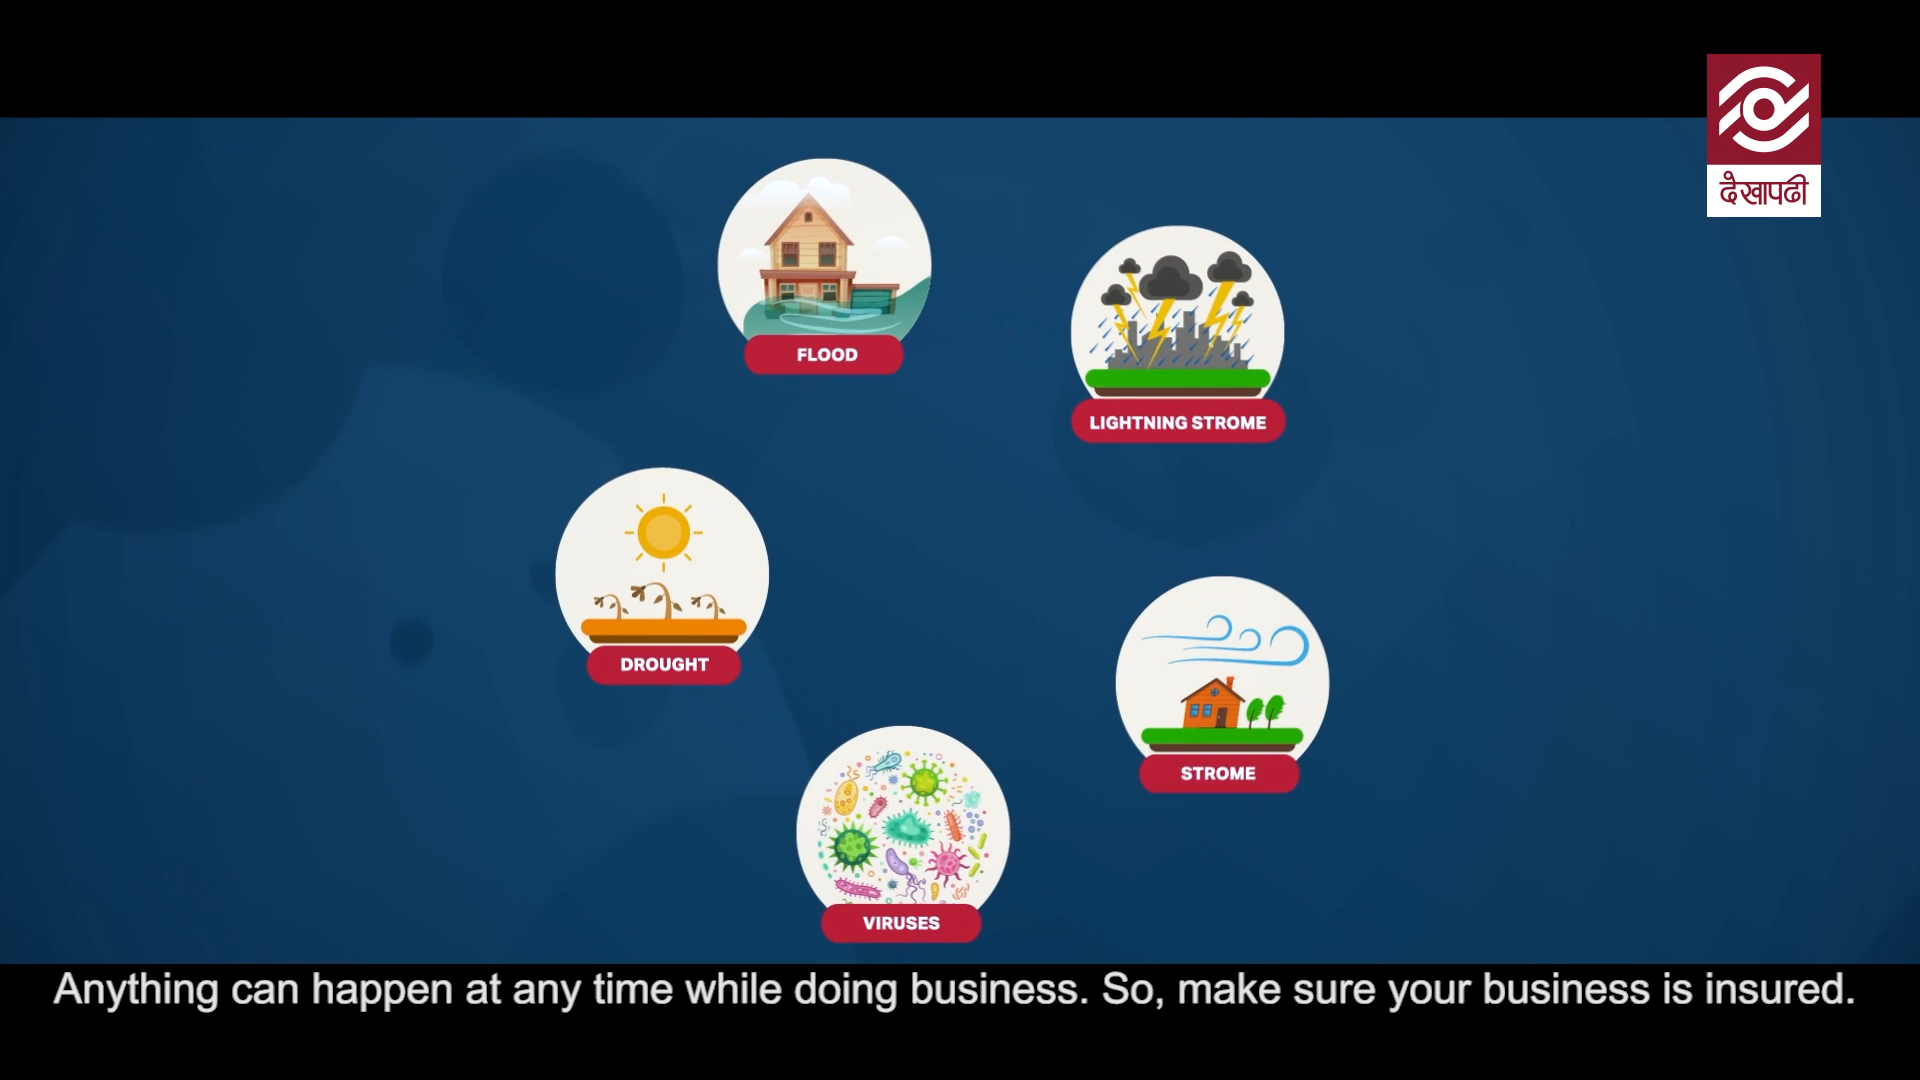 देखापढी
FLOOD
LIGHTNING STROME
DROUGHT
STROME
VIRUSES
Anything can happen at any time while doing business. So, make sure your business is insured.